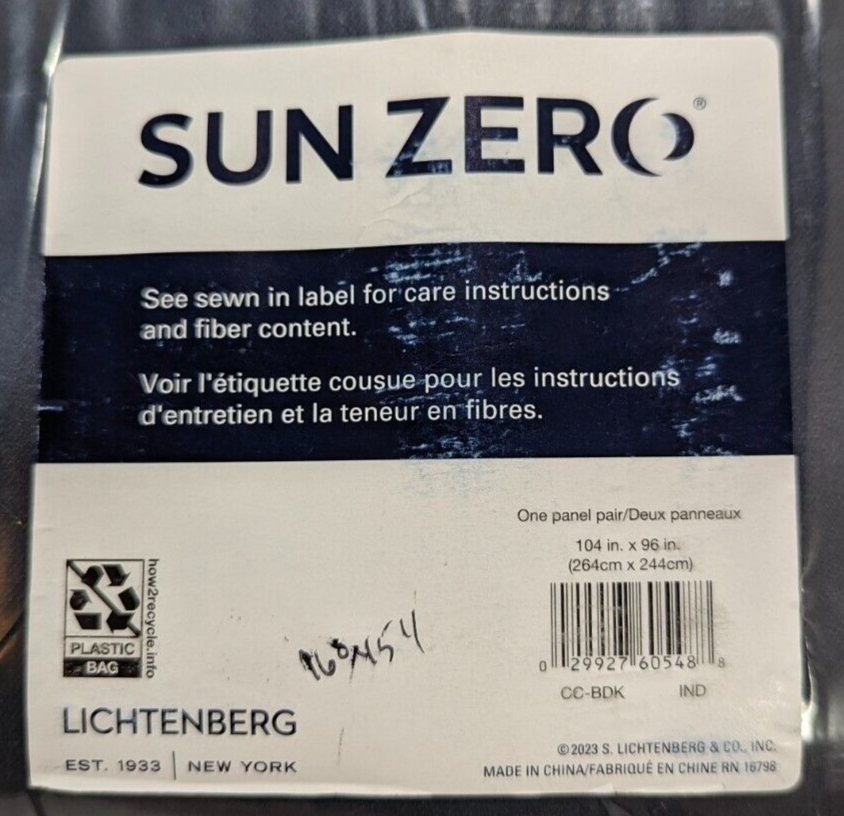 SUN ZERO®
See sewn in label for care instructions
and fiber content.
Voir l'étiquette cousue pour les instructions
d'entretien et la teneur en fibres.
One panel pair/Deux panneaux
104 in. x 96 in.
(264cm x 244cm)
how2recycle.info
PLASTIC
BAG
0 29927 60548 8
CC-BDK IND
LICHTENBERG
EST. 1933 | NEW YORK
©2023 S. LICHTENBERG & CO., INC.
MADE IN CHINA/FABRIQUÉ EN CHINE RN 16798